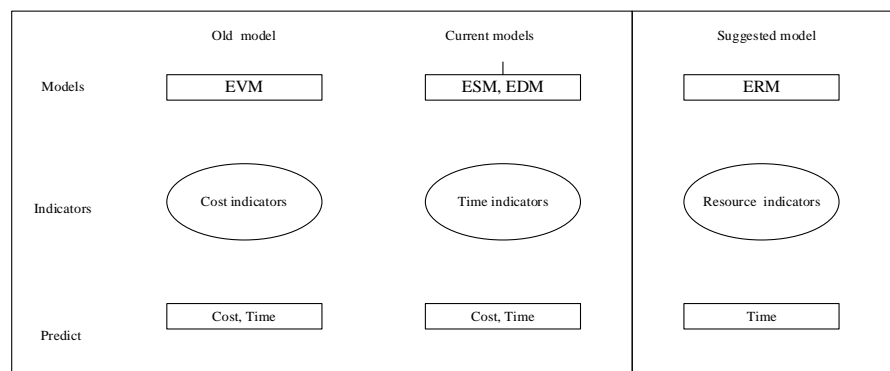 Old model Current models Suggested model
Models EVM ESM, EDM ERM
Indicators Cost indicators Time indicators Resource indicators
Cost, Time Cost, Time Time
Predict